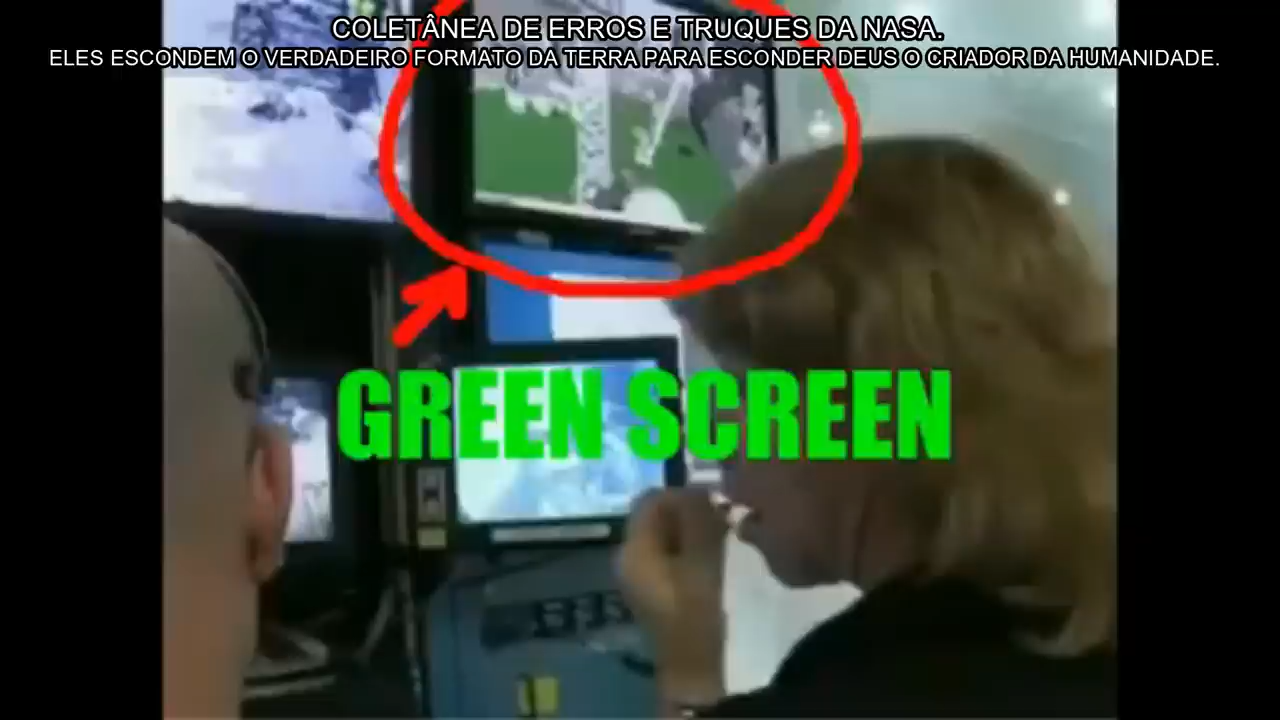 COLETÂNEA DE ERROS E TRUQUES DA NASA.
ELES ESCONDEM O VERDADEIRO FORMATO DA TERRA PARA ESCONDER DEUS O CRIADOR DA HUMANIDADE.
GREEN SCREEN